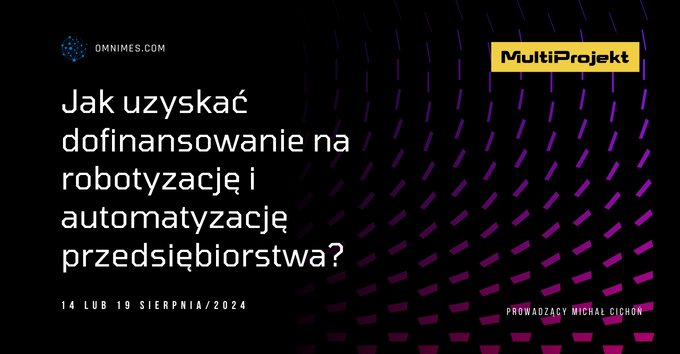 OMNIMES.COM
MultiProjekt
Jak uzyskać
dofinansowanie na
robotyzację i
automatyzację
przedsiębiorstwa?
14 LUB 19 SIERPNIA/2024
PROWADZĄCY MICHAŁ CICHOŃ